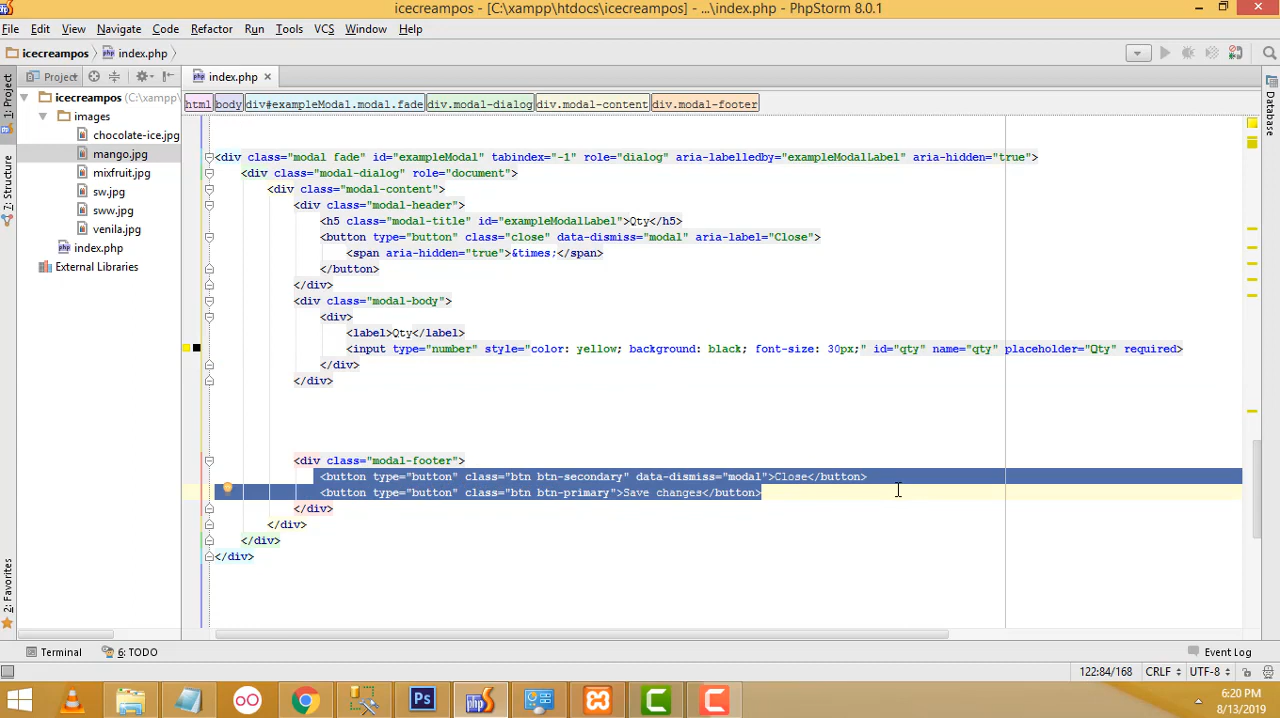 icecreampos - [C:\xampp\htdocs\icecreampos] - ...\index.php - PhpStorm 8.0.1
File Edit View Navigate Code Refactor Run Tools VCS Window Help
icecreampos index.php
Project index.php
html body div#exampleModal.modal.fade div.modal-dialog div.modal-content div.modal-footer
1: Project
7: Structure
2: Favorites
Database
icecreampos (C:\xampp\
images
chocolate-ice.jpg
mango.jpg
mixfruit.jpg
sw.jpg
sww.jpg
venila.jpg
index.php
External Libraries
<div class="modal fade" id="exampleModal" tabindex="-1" role="dialog" aria-labelledby="exampleModalLabel" aria-hidden="true">
<div class="modal-dialog" role="document">
<div class="modal-content">
<div class="modal-header">
<h5 class="modal-title" id="exampleModalLabel">Qty</h5>
<button type="button" class="close" data-dismiss="modal" aria-label="Close">
<span aria-hidden="true">&times;</span>
</button>
</div>
<div class="modal-body">
<div>
<label>Qty</label>
<input type="number" style="color: yellow; background: black; font-size: 30px;" id="qty" name="qty" placeholder="Qty" required>
</div>
</div>
<div class="modal-footer">
<button type="button" class="btn btn-secondary" data-dismiss="modal">Close</button>
<button type="button" class="btn btn-primary">Save changes</button>
</div>
</div>
</div>
</div>
Terminal 6: TODO Event Log
122:84/168 CRLF UTF-8
Ps php C C
6:20 PM
8/13/2019